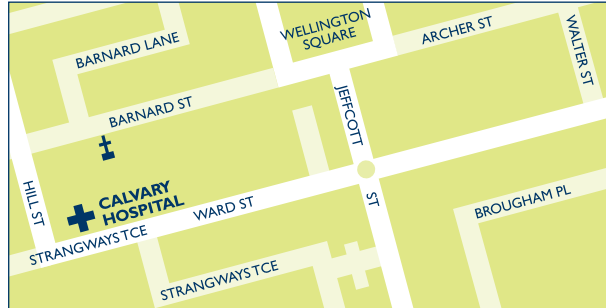 WELLINGTON
SQUARE
ARCHER ST
WALTER ST
BARNARD LANE
BARNARD ST
JEFFCOTT
ST
HILL ST
CALVARY
HOSPITAL
WARD ST
BROUGHAM PL
STRANGWAYS TCE
STRANGWAYS TCE